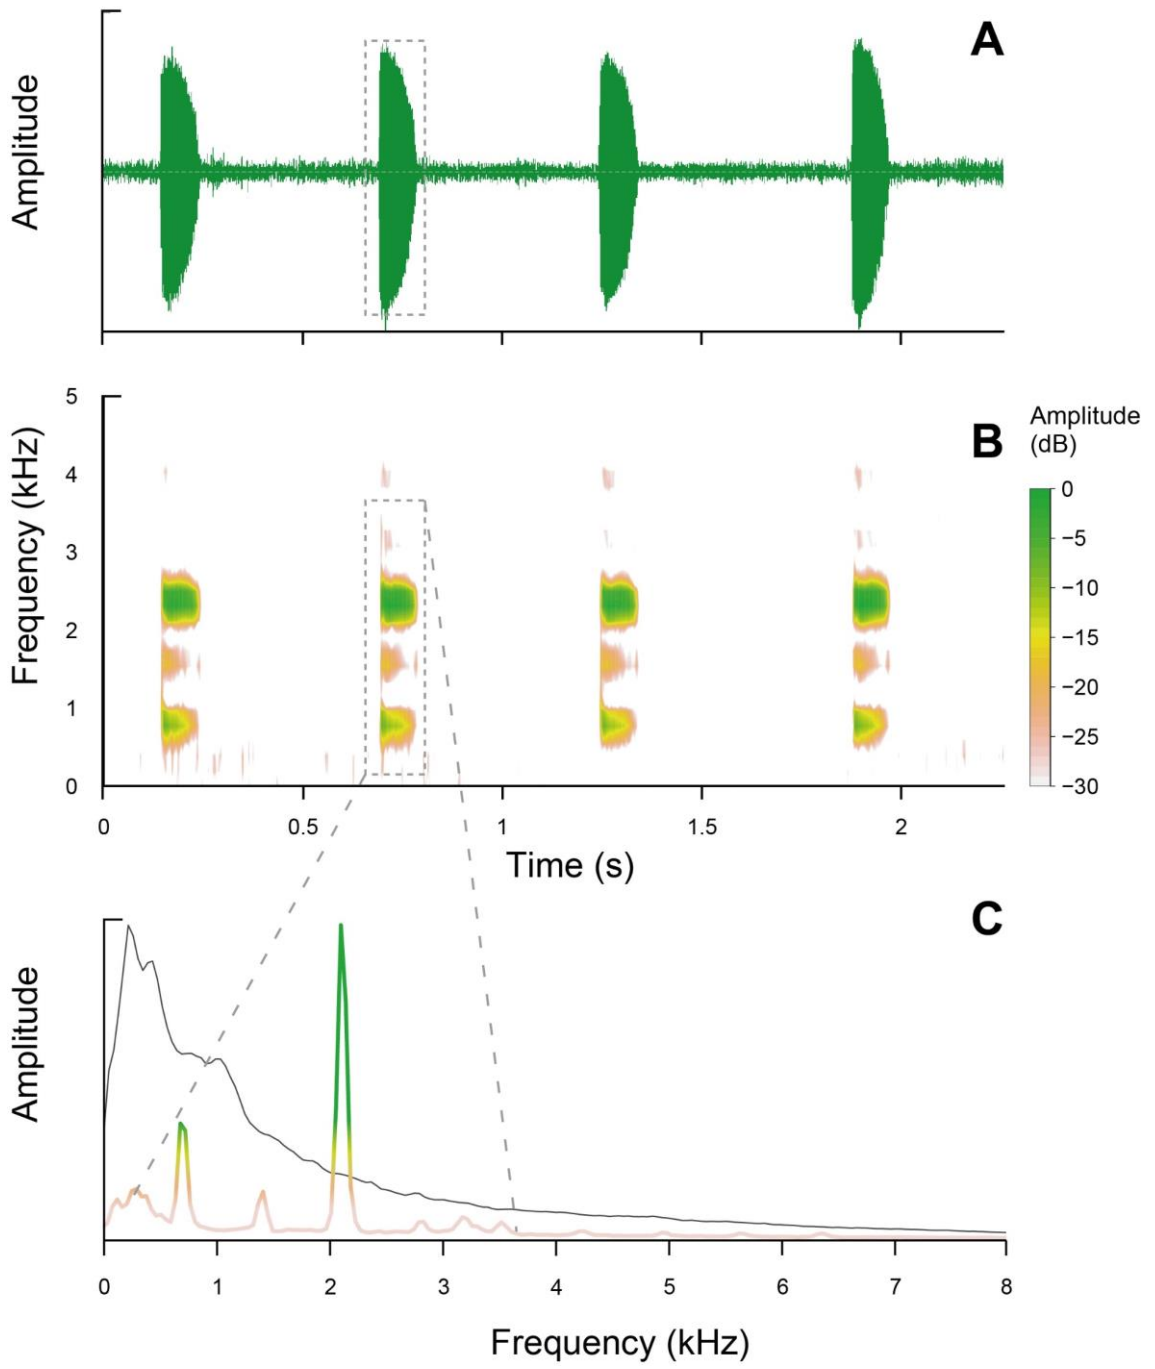 A
Amplitude
B
Amplitude
(dB)
5
4
3
2
1
0
Frequency (kHz)
0
−5
−10
−15
−20
−25
−30
0 0.5 1 1.5 2
Time (s)
C
Amplitude
0 1 2 3 4 5 6 7 8
Frequency (kHz)